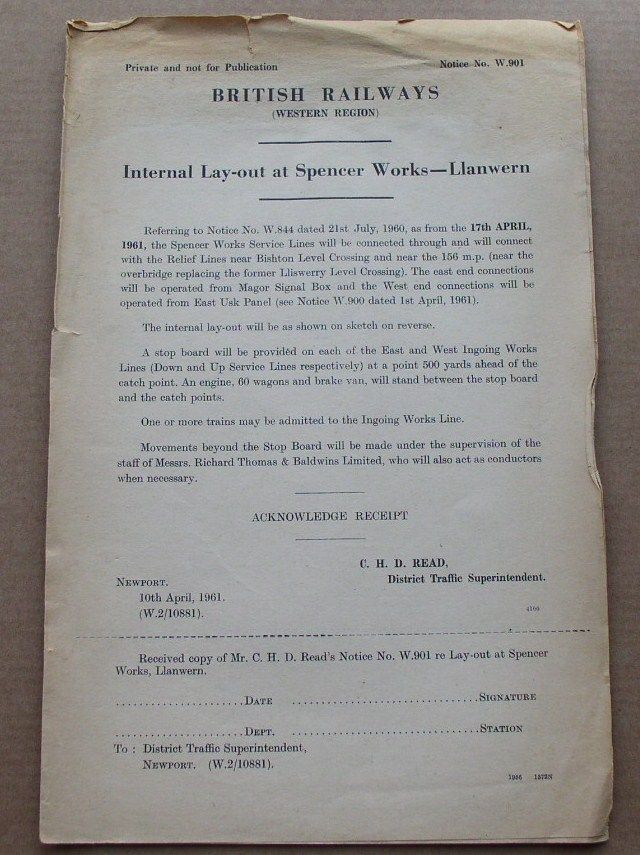 Private and not for Publication
Notice No. W.901
BRITISH RAILWAYS
(WESTERN REGION)
Internal Lay-out at Spencer Works—Llanwern
Referring to Notice No. W.844 dated 21st July, 1960, as from the 17th APRIL,
1961, the Spencer Works Service Lines will be connected through and will connect
with the Relief Lines near Bishton Level Crossing and near the 156 m.p. (near the
overbridge replacing the former Lliswerry Level Crossing). The east end connections
will be operated from Magor Signal Box and the West end connections will be
operated from East Usk Panel (see Notice W.900 dated 1st April, 1961).
The internal lay-out will be as shown on sketch on reverse.
A stop board will be provided on each of the East and West Ingoing Works
Lines (Down and Up Service Lines respectively) at a point 500 yards ahead of the
catch point. An engine, 60 wagons and brake van, will stand between the stop board
and the catch points.
One or more trains may be admitted to the Ingoing Works Line.
Movements beyond the Stop Board will be made under the supervision of the
staff of Messrs. Richard Thomas & Baldwins Limited, who will also act as conductors
when necessary.
ACKNOWLEDGE RECEIPT
C. H. D. READ,
District Traffic Superintendent.
NEWPORT.
10th April, 1961.
(W.2/10881).
4100
Received copy of Mr. C. H. D. Read's Notice No. W.901 re Lay-out at Spencer
Works, Llanwern.
......................DATE ...............................SIGNATURE
......................DEPT. ...............................STATION
To : District Traffic Superintendent,
NEWPORT. (W.2/10881).
1956 1572N